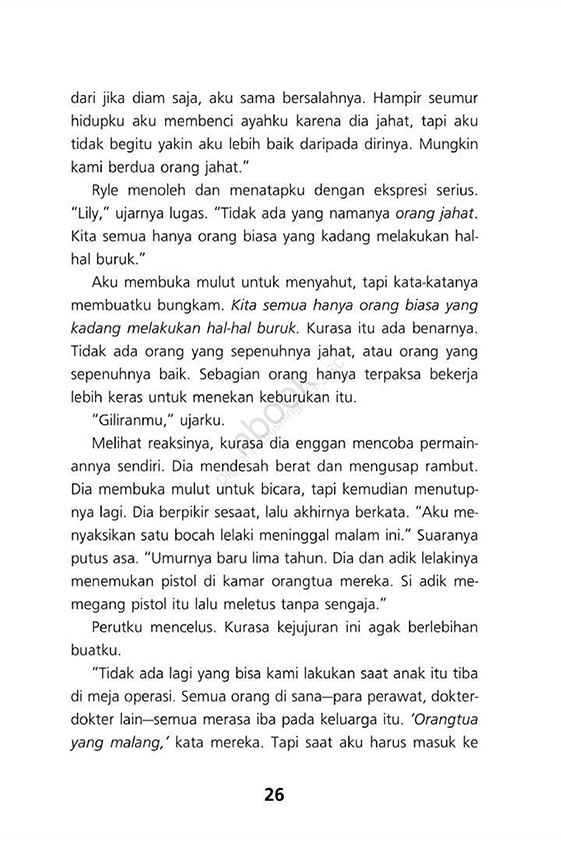 dari jika diam saja, aku sama bersalahnya. Hampir seumur
hidupku aku membenci ayahku karena dia jahat, tapi aku
tidak begitu yakin aku lebih baik daripada dirinya. Mungkin
kami berdua orang jahat.”
Ryle menoleh dan menatapku dengan ekspresi serius.
“Lily,” ujarnya lugas. “Tidak ada yang namanya orang jahat.
Kita semua hanya orang biasa yang kadang melakukan hal-
hal buruk.”
Aku membuka mulut untuk menyahut, tapi kata-katanya
membuatku bungkam. Kita semua hanya orang biasa yang
kadang melakukan hal-hal buruk. Kurasa itu ada benarnya.
Tidak ada orang yang sepenuhnya jahat, atau orang yang
sepenuhnya baik. Sebagian orang hanya terpaksa bekerja
lebih keras untuk menekan keburukan itu.
“Giliranmu,” ujarku.
Melihat reaksinya, kurasa dia enggan mencoba permain-
annya sendiri. Dia mendesah berat dan mengusap rambut.
Dia membuka mulut untuk bicara, tapi kemudian menutup-
nya lagi. Dia berpikir sesaat, lalu akhirnya berkata. “Aku me-
nyaksikan satu bocah lelaki meninggal malam ini.” Suaranya
putus asa. “Umurnya baru lima tahun. Dia dan adik lelakinya
menemukan pistol di kamar orangtua mereka. Si adik me-
megang pistol itu lalu meletus tanpa sengaja.”
Perutku mencelus. Kurasa kejujuran ini agak berlebihan
buatku.
“Tidak ada lagi yang bisa kami lakukan saat anak itu tiba
di meja operasi. Semua orang di sana—para perawat, dokter-
dokter lain—semua merasa iba pada keluarga itu. ‘Orangtua
yang malang,’ kata mereka. Tapi saat aku harus masuk ke
26